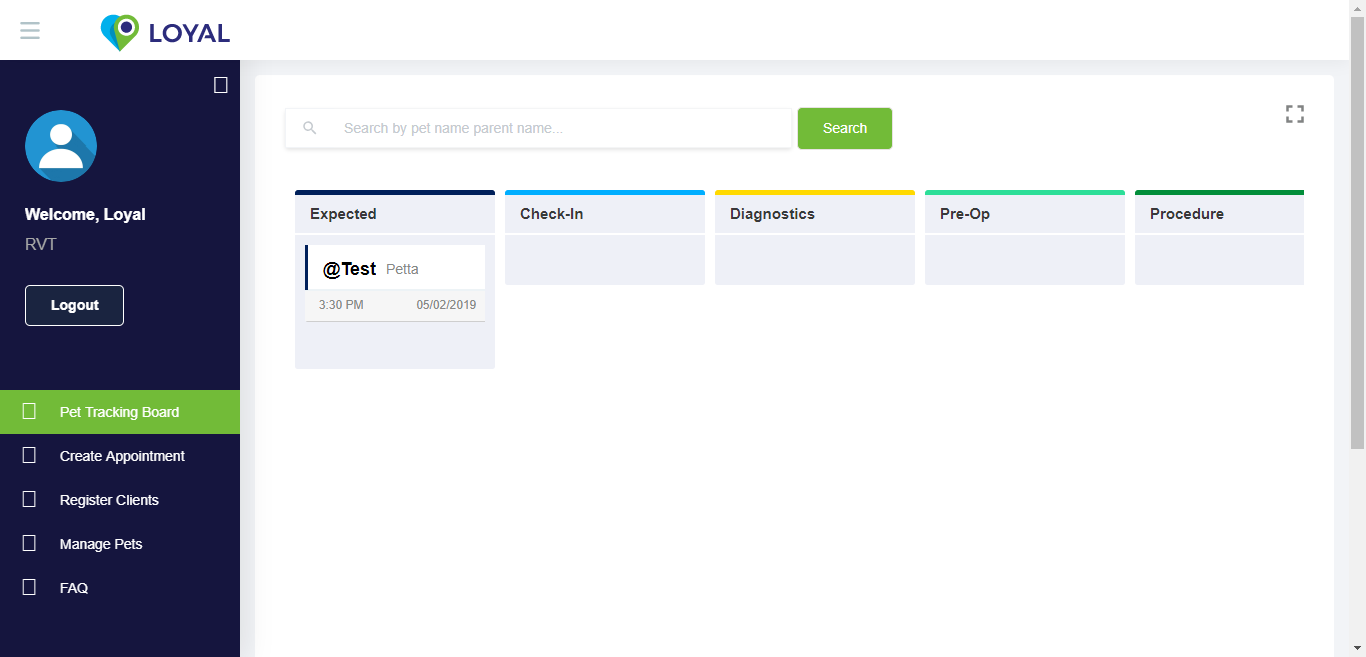 LOYAL
Welcome, Loyal
RVT
Logout
Pet Tracking Board
Create Appointment
Register Clients
Manage Pets
FAQ
Search by pet name parent name...
Search
Expected
@Test Petta
3:30 PM 05/02/2019
Check-In
Diagnostics
Pre-Op
Procedure